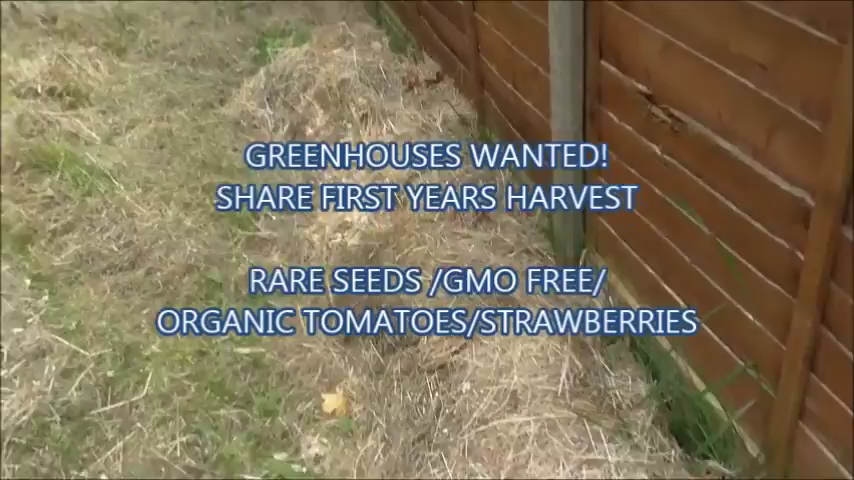 GREENHOUSES WANTED!
SHARE FIRST YEARS HARVEST
RARE SEEDS /GMO FREE/
ORGANIC TOMATOES/STRAWBERRIES